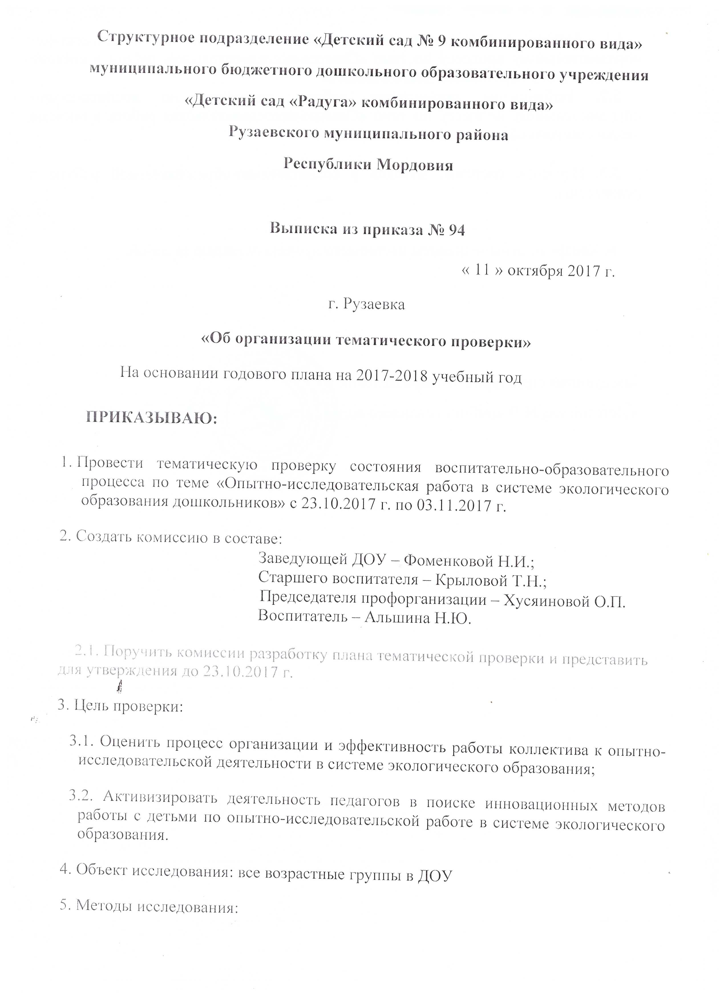 Структурное подразделение «Детский сад № 9 комбинированного вида»
муниципального бюджетного дошкольного образовательного учреждения
«Детский сад «Радуга» комбинированного вида»
Рузаевского муниципального района
Республики Мордовия
Выписка из приказа № 94
« 11 » октября 2017 г.
г. Рузаевка
«Об организации тематического проверки»
На основании годового плана на 2017-2018 учебный год
ПРИКАЗЫВАЮ:
1. Провести тематическую проверку состояния воспитательно-образовательного
процесса по теме «Опытно-исследовательская работа в системе экологического
образования дошкольников» с 23.10.2017 г. по 03.11.2017 г.
2. Создать комиссию в составе:
Заведующей ДОУ – Фоменковой Н.И.;
Старшего воспитателя – Крыловой Т.Н.;
Председателя профорганизации – Хусяиновой О.П.
Воспитатель – Альшина Н.Ю.
2.1. Поручить комиссии разработку плана тематической проверки и представить
для утверждения до 23.10.2017 г.
3. Цель проверки:
3.1. Оценить процесс организации и эффективность работы коллектива к опытно-
исследовательской деятельности в системе экологического образования;
3.2. Активизировать деятельность педагогов в поиске инновационных методов
работы с детьми по опытно-исследовательской работе в системе экологического
образования.
4. Объект исследования: все возрастные группы в ДОУ
5. Методы исследования: